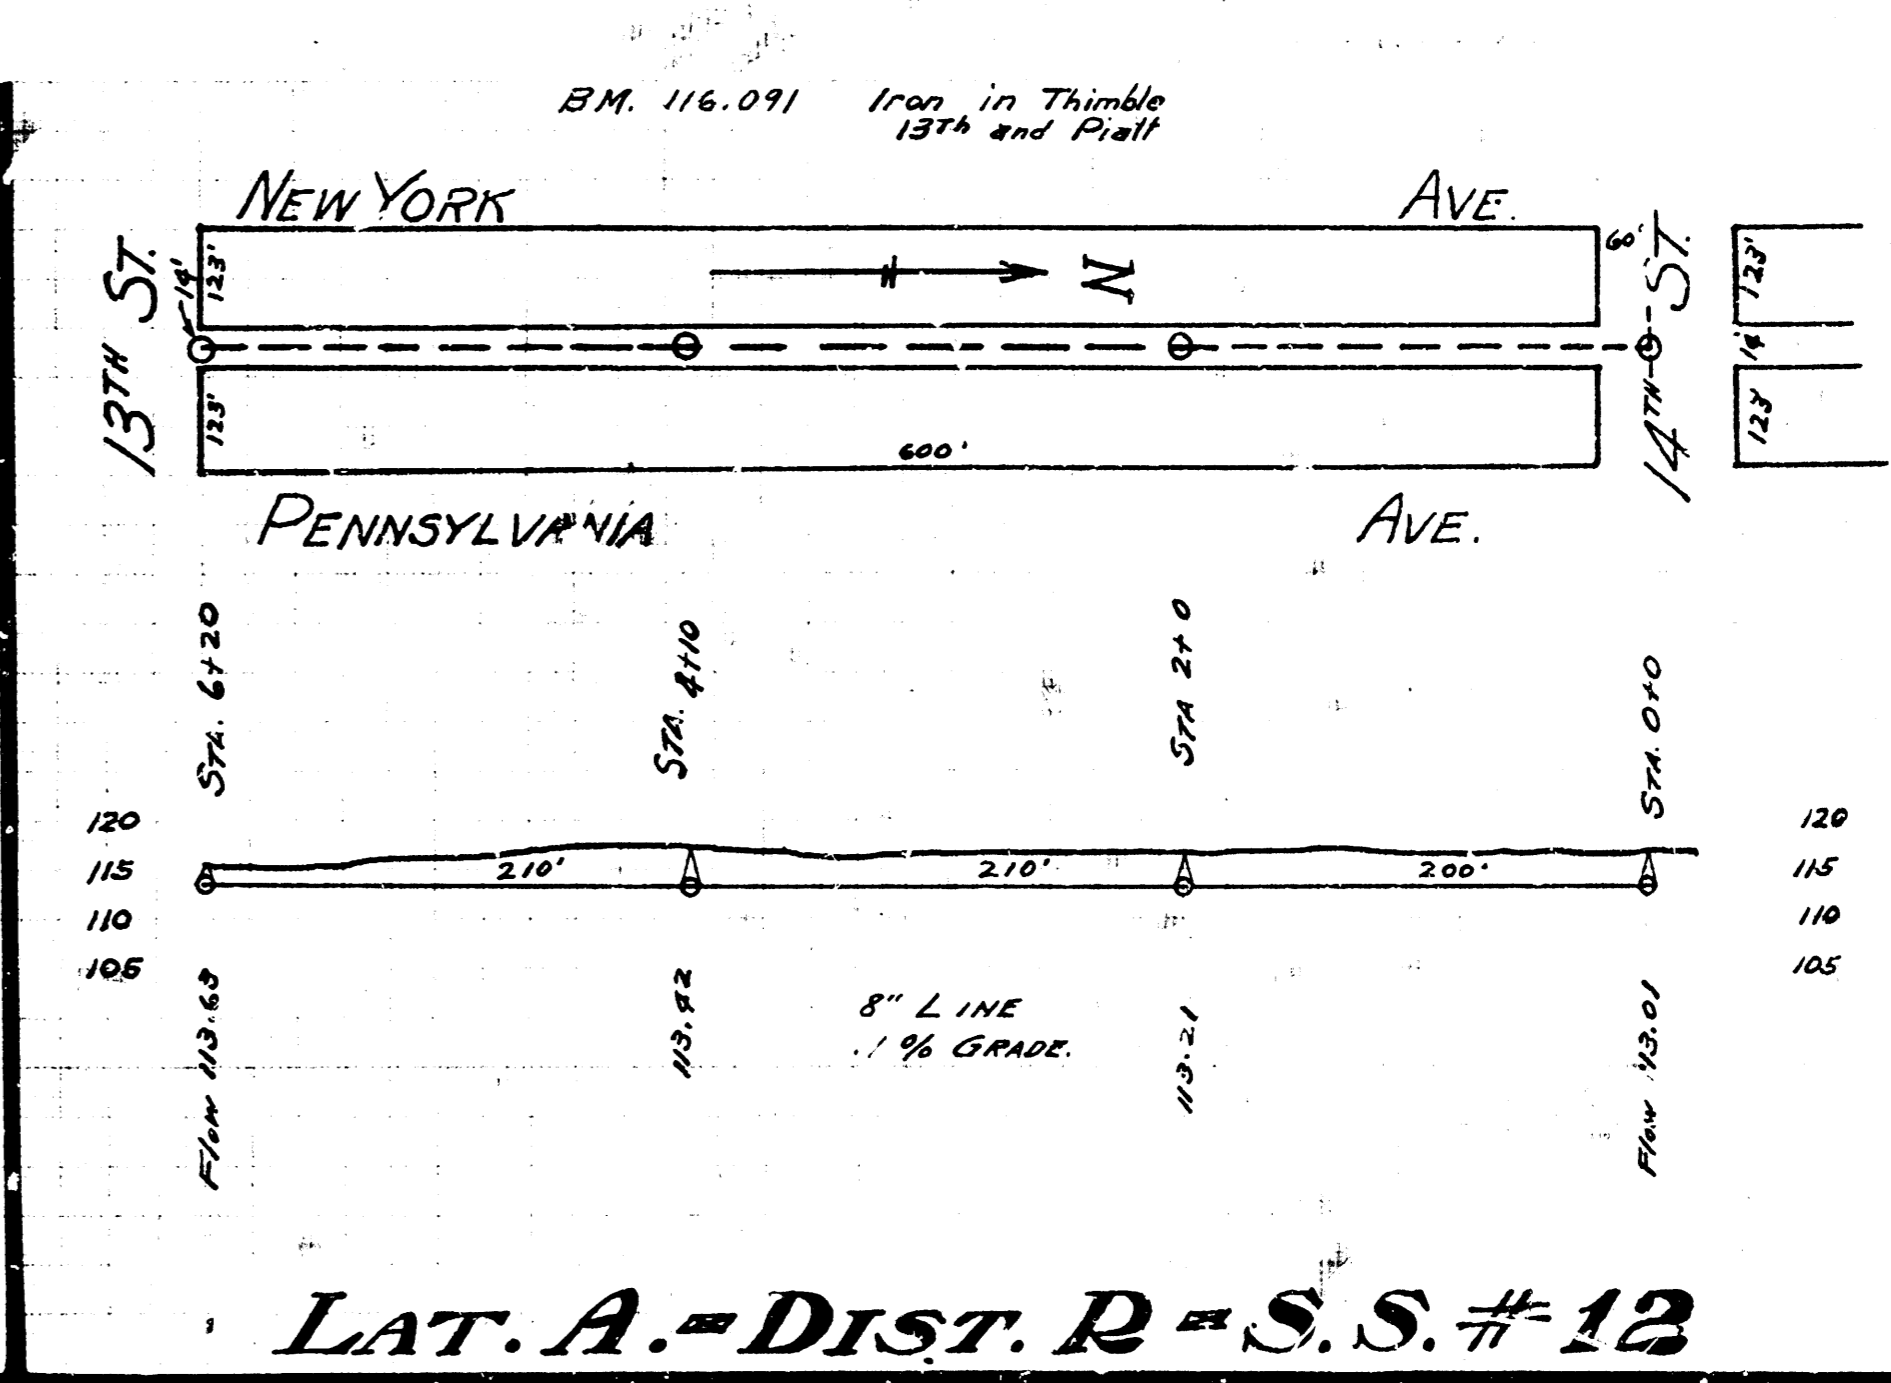 BM. 116.091 Iron in Thimble
13Th and Piatt
NEW YORK AVE.
13TH ST.
14'
123'
N
60'
14TH ST.
123'
14'
123'
123'
600'
PENNSYLVANIA AVE.
STA. 6+20
STA. 4+10
STA 2+0
STA. 0+0
120
115
110
105
210'
210'
200'
120
115
110
105
Flow 113.63
113.42
8" LINE
.1% GRADE.
113.21
Flow 113.01
LAT. A.=DIST. R=S.S.#12